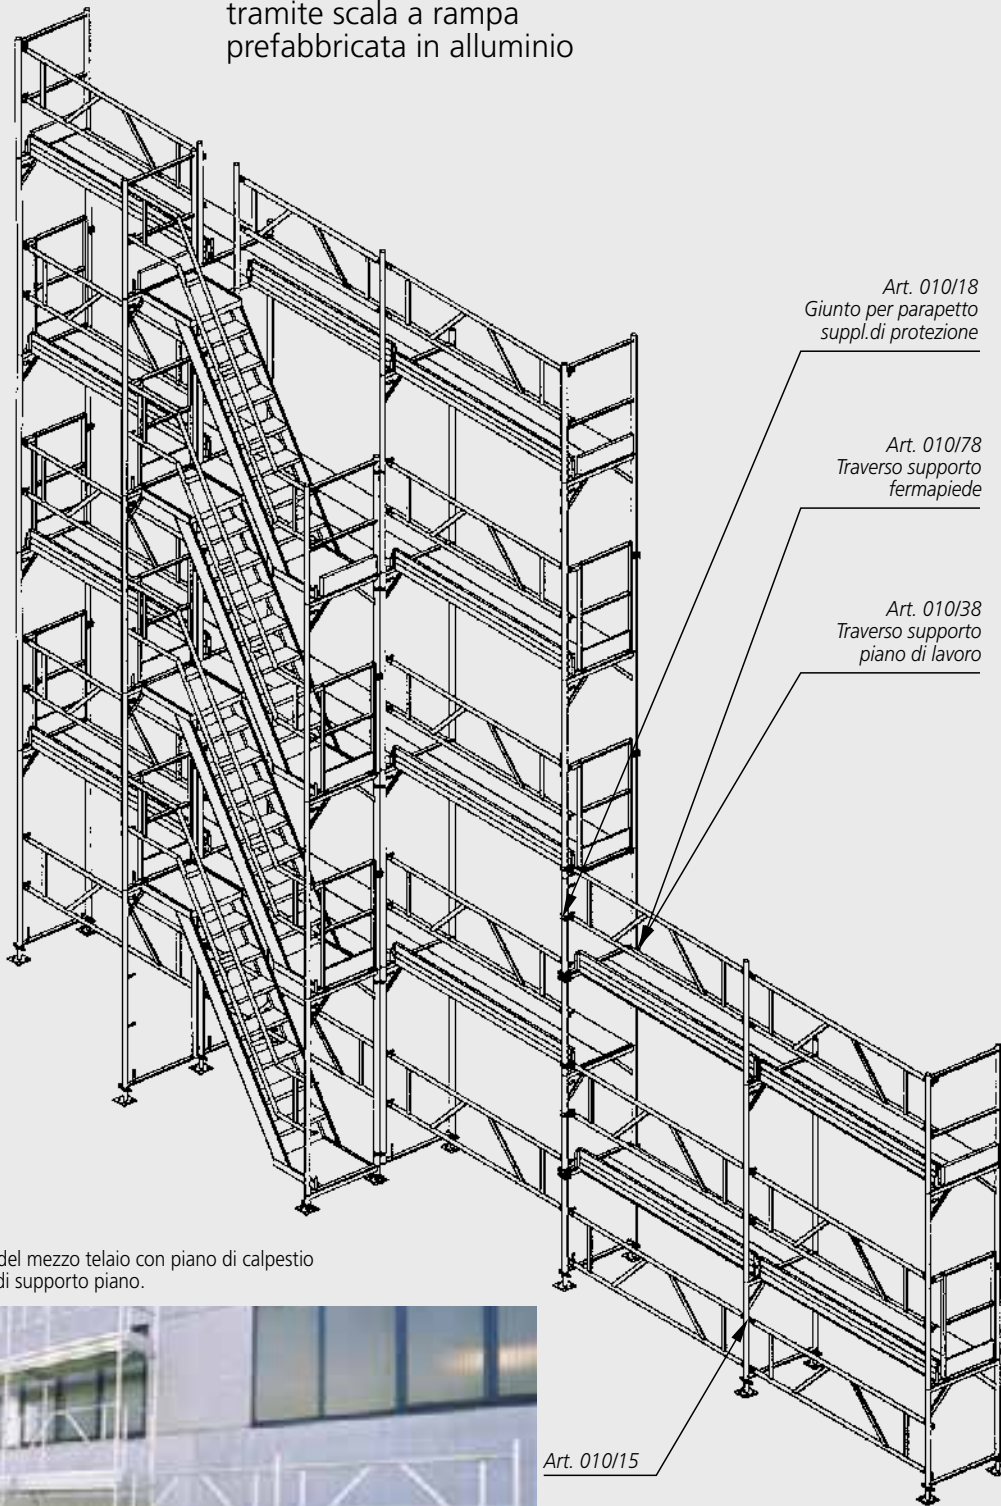 tramite scala a rampa
prefabbricata in alluminio
Art. 010/18
Giunto per parapetto
suppl.di protezione
Art. 010/78
Traverso supporto
fermapiede
Art. 010/38
Traverso supporto
piano di lavoro
del mezzo telaio con piano di calpestio
di supporto piano.
Art. 010/15